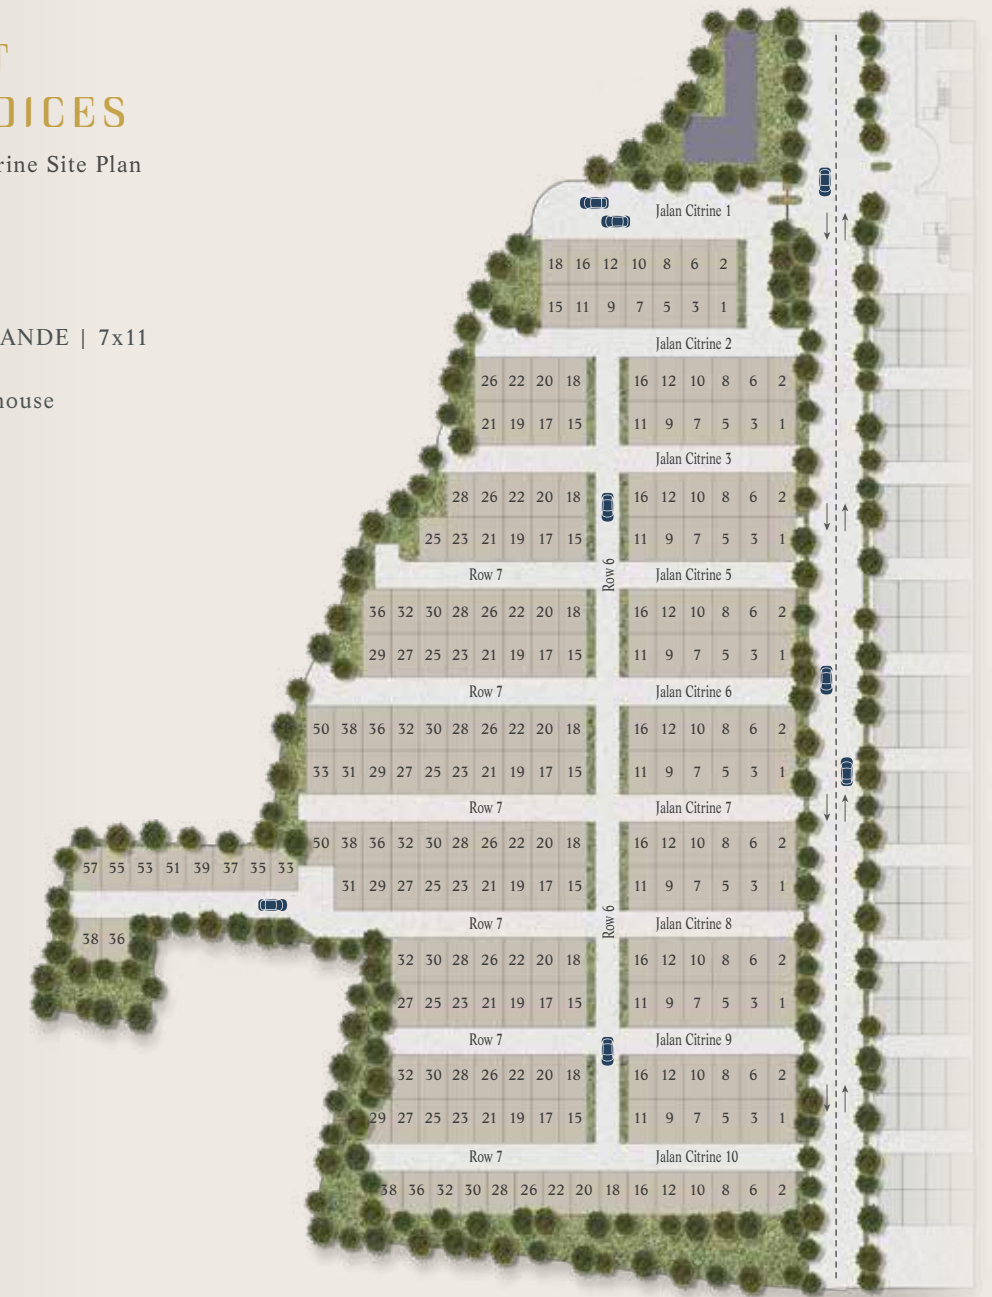 T
OICES
rine Site Plan
ANDE | 7x11
house
Jalan Citrine 1
18 16 12 10 8 6 2
15 11 9 7 5 3 1
Jalan Citrine 2
26 22 20 18 16 12 10 8 6 2
21 19 17 15 11 9 7 5 3 1
Jalan Citrine 3
28 26 22 20 18 16 12 10 8 6 2
25 23 21 19 17 15 11 9 7 5 3 1
Row 7 Row 6 Jalan Citrine 5
36 32 30 28 26 22 20 18 16 12 10 8 6 2
29 27 25 23 21 19 17 15 11 9 7 5 3 1
Row 7 Jalan Citrine 6
50 38 36 32 30 28 26 22 20 18 16 12 10 8 6 2
33 31 29 27 25 23 21 19 17 15 11 9 7 5 3 1
Row 7 Jalan Citrine 7
50 38 36 32 30 28 26 22 20 18 16 12 10 8 6 2
57 55 53 51 39 37 35 33
31 29 27 25 23 21 19 17 15 11 9 7 5 3 1
Row 7 Row 6 Jalan Citrine 8
38 36
32 30 28 26 22 20 18 16 12 10 8 6 2
27 25 23 21 19 17 15 11 9 7 5 3 1
Row 7 Jalan Citrine 9
32 30 28 26 22 20 18 16 12 10 8 6 2
29 27 25 23 21 19 17 15 11 9 7 5 3 1
Row 7 Jalan Citrine 10
38 36 32 30 28 26 22 20 18 16 12 10 8 6 2